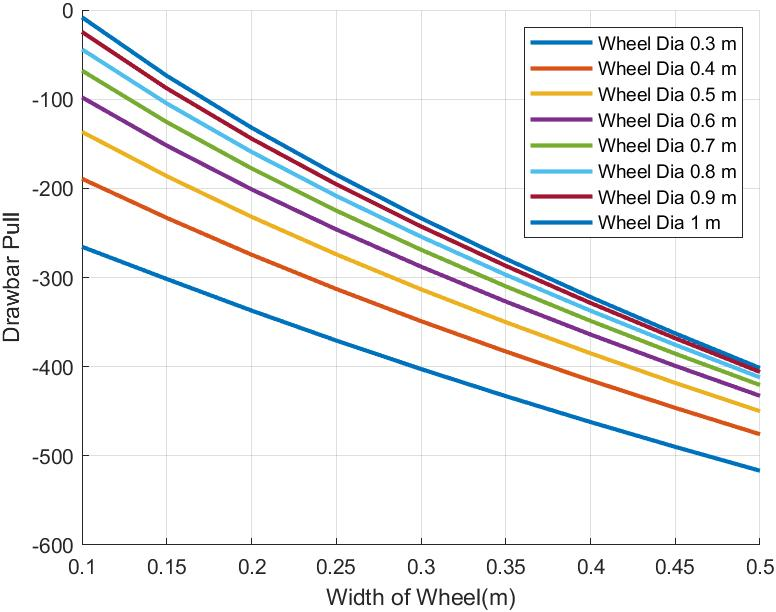 0
-100
-200
-300
-400
-500
-600
Drawbar Pull
Wheel Dia 0.3 m
Wheel Dia 0.4 m
Wheel Dia 0.5 m
Wheel Dia 0.6 m
Wheel Dia 0.7 m
Wheel Dia 0.8 m
Wheel Dia 0.9 m
Wheel Dia 1 m
0.1 0.15 0.2 0.25 0.3 0.35 0.4 0.45 0.5
Width of Wheel(m)